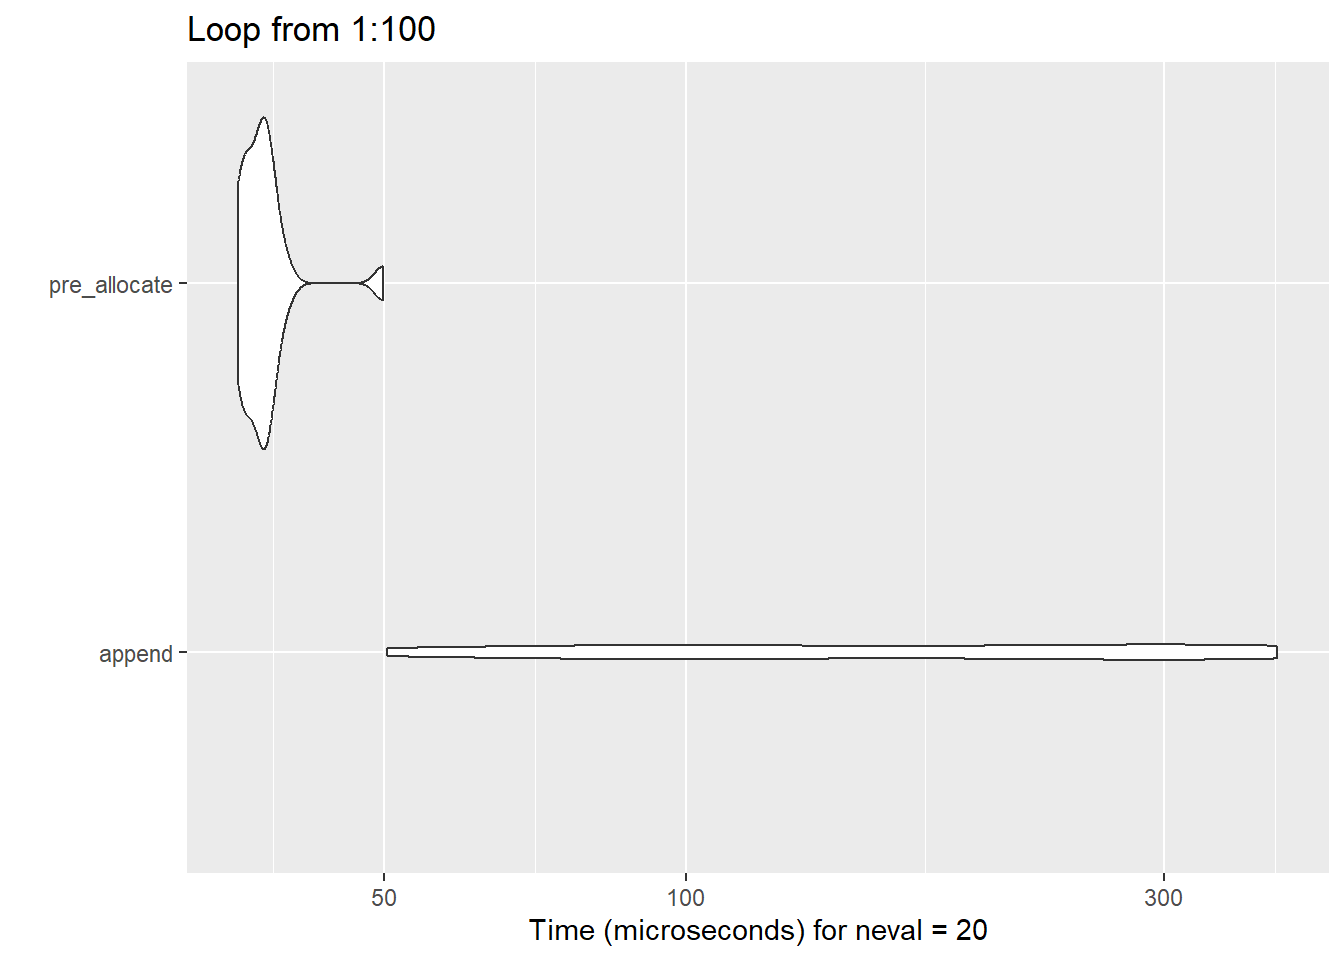 Loop from 1:100
pre_allocate
append
50 100 300
Time (microseconds) for neval = 20